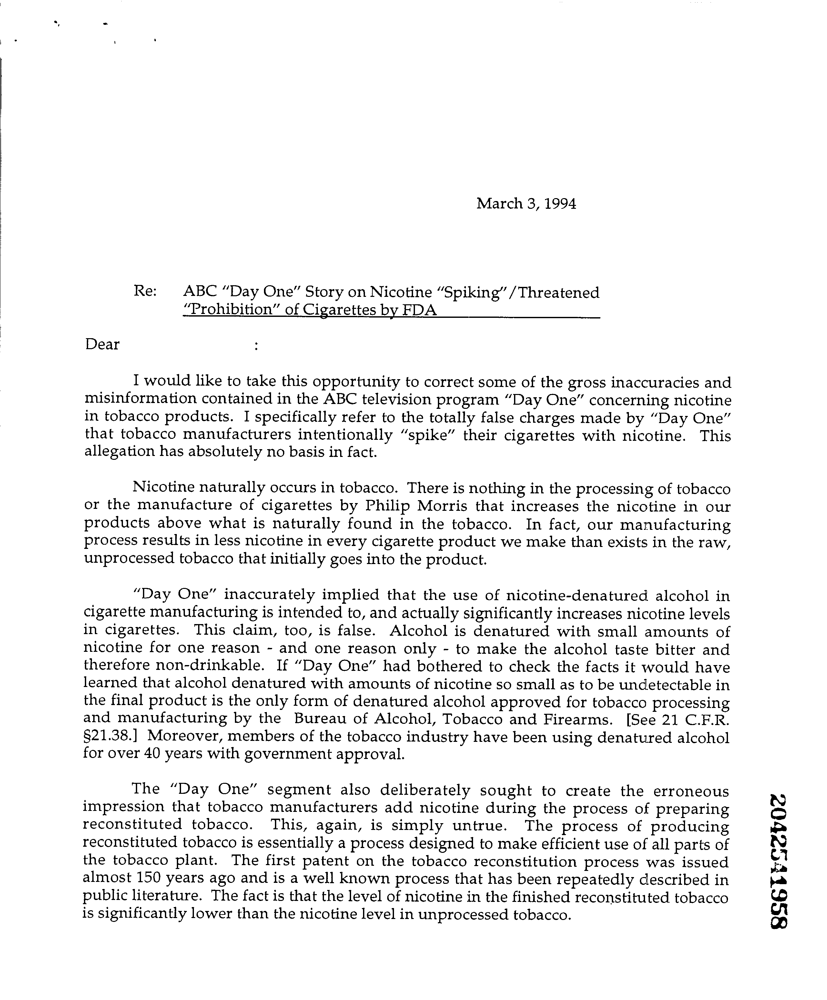 March 3, 1994
Re: ABC "Day One" Story on Nicotine "Spiking"/Threatened
"Prohibition" of Cigarettes by FDA
Dear :
I would like to take this opportunity to correct some of the gross inaccuracies and
misinformation contained in the ABC television program "Day One" concerning nicotine
in tobacco products. I specifically refer to the totally false charges made by "Day One"
that tobacco manufacturers intentionally "spike" their cigarettes with nicotine. This
allegation has absolutely no basis in fact.
Nicotine naturally occurs in tobacco. There is nothing in the processing of tobacco
or the manufacture of cigarettes by Philip Morris that increases the nicotine in our
products above what is naturally found in the tobacco. In fact, our manufacturing
process results in less nicotine in every cigarette product we make than exists in the raw,
unprocessed tobacco that initially goes into the product.
"Day One" inaccurately implied that the use of nicotine-denatured alcohol in
cigarette manufacturing is intended to, and actually significantly increases nicotine levels
in cigarettes. This claim, too, is false. Alcohol is denatured with small amounts of
nicotine for one reason - and one reason only - to make the alcohol taste bitter and
therefore non-drinkable. If "Day One" had bothered to check the facts it would have
learned that alcohol denatured with amounts of nicotine so small as to be undetectable in
the final product is the only form of denatured alcohol approved for tobacco processing
and manufacturing by the Bureau of Alcohol, Tobacco and Firearms. [See 21 C.F.R.
§21.38.] Moreover, members of the tobacco industry have been using denatured alcohol
for over 40 years with government approval.
The "Day One" segment also deliberately sought to create the erroneous
impression that tobacco manufacturers add nicotine during the process of preparing
reconstituted tobacco. This, again, is simply untrue. The process of producing
reconstituted tobacco is essentially a process designed to make efficient use of all parts of
the tobacco plant. The first patent on the tobacco reconstitution process was issued
almost 150 years ago and is a well known process that has been repeatedly described in
public literature. The fact is that the level of nicotine in the finished reconstituted tobacco
is significantly lower than the nicotine level in unprocessed tobacco.
2042541958